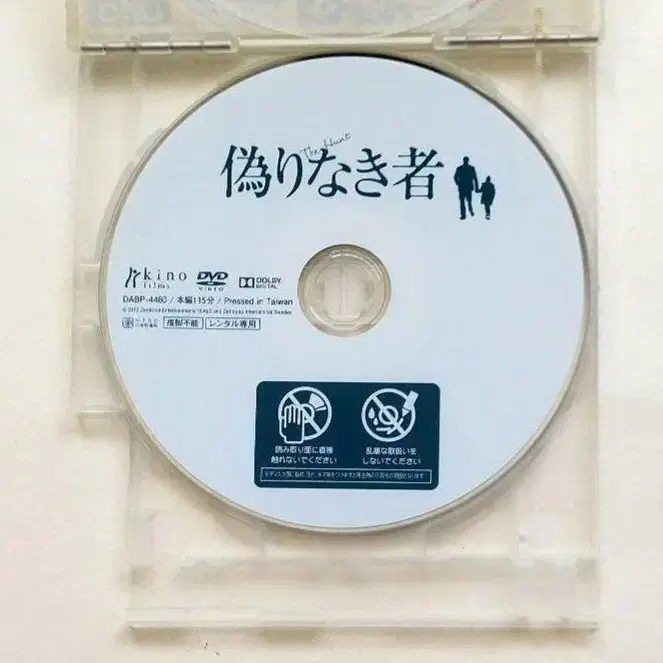 The Hunt
偽りなき者
kino
films
DVD
VIDEO
DOLBY
DIGITAL
DABP-4460 / 本編115分 / Pressed in Taiwan
複製不能 レンタル専用
読み取り面に直接
触れないでください
乱暴な取扱いを
しないでください